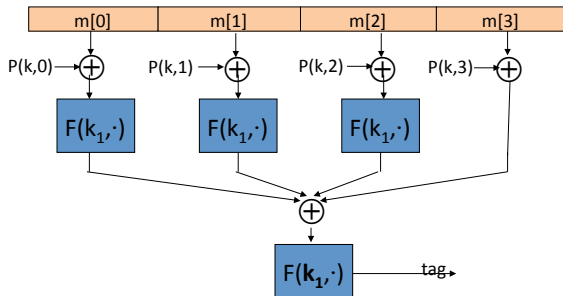 m[0] m[1] m[2] m[3]
P(k,0) P(k,1) P(k,2) P(k,3)
F(k₁,·) F(k₁,·) F(k₁,·)
F(k₁,·) tag